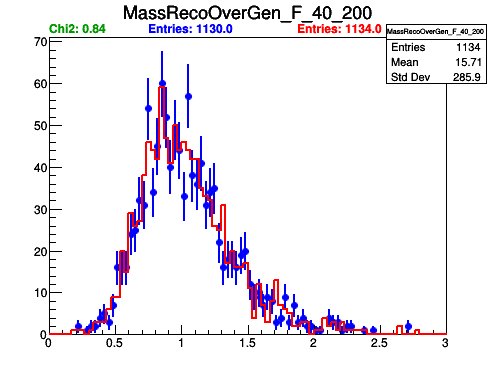 MassRecoOverGen_F_40_200
Chi2: 0.84 Entries: 1130.0 Entries: 1134.0
MassRecoOverGen_F_40_200
Entries 1134
Mean 15.71
Std Dev 285.9
70
60
50
40
30
20
10
0
0 0.5 1 1.5 2 2.5 3